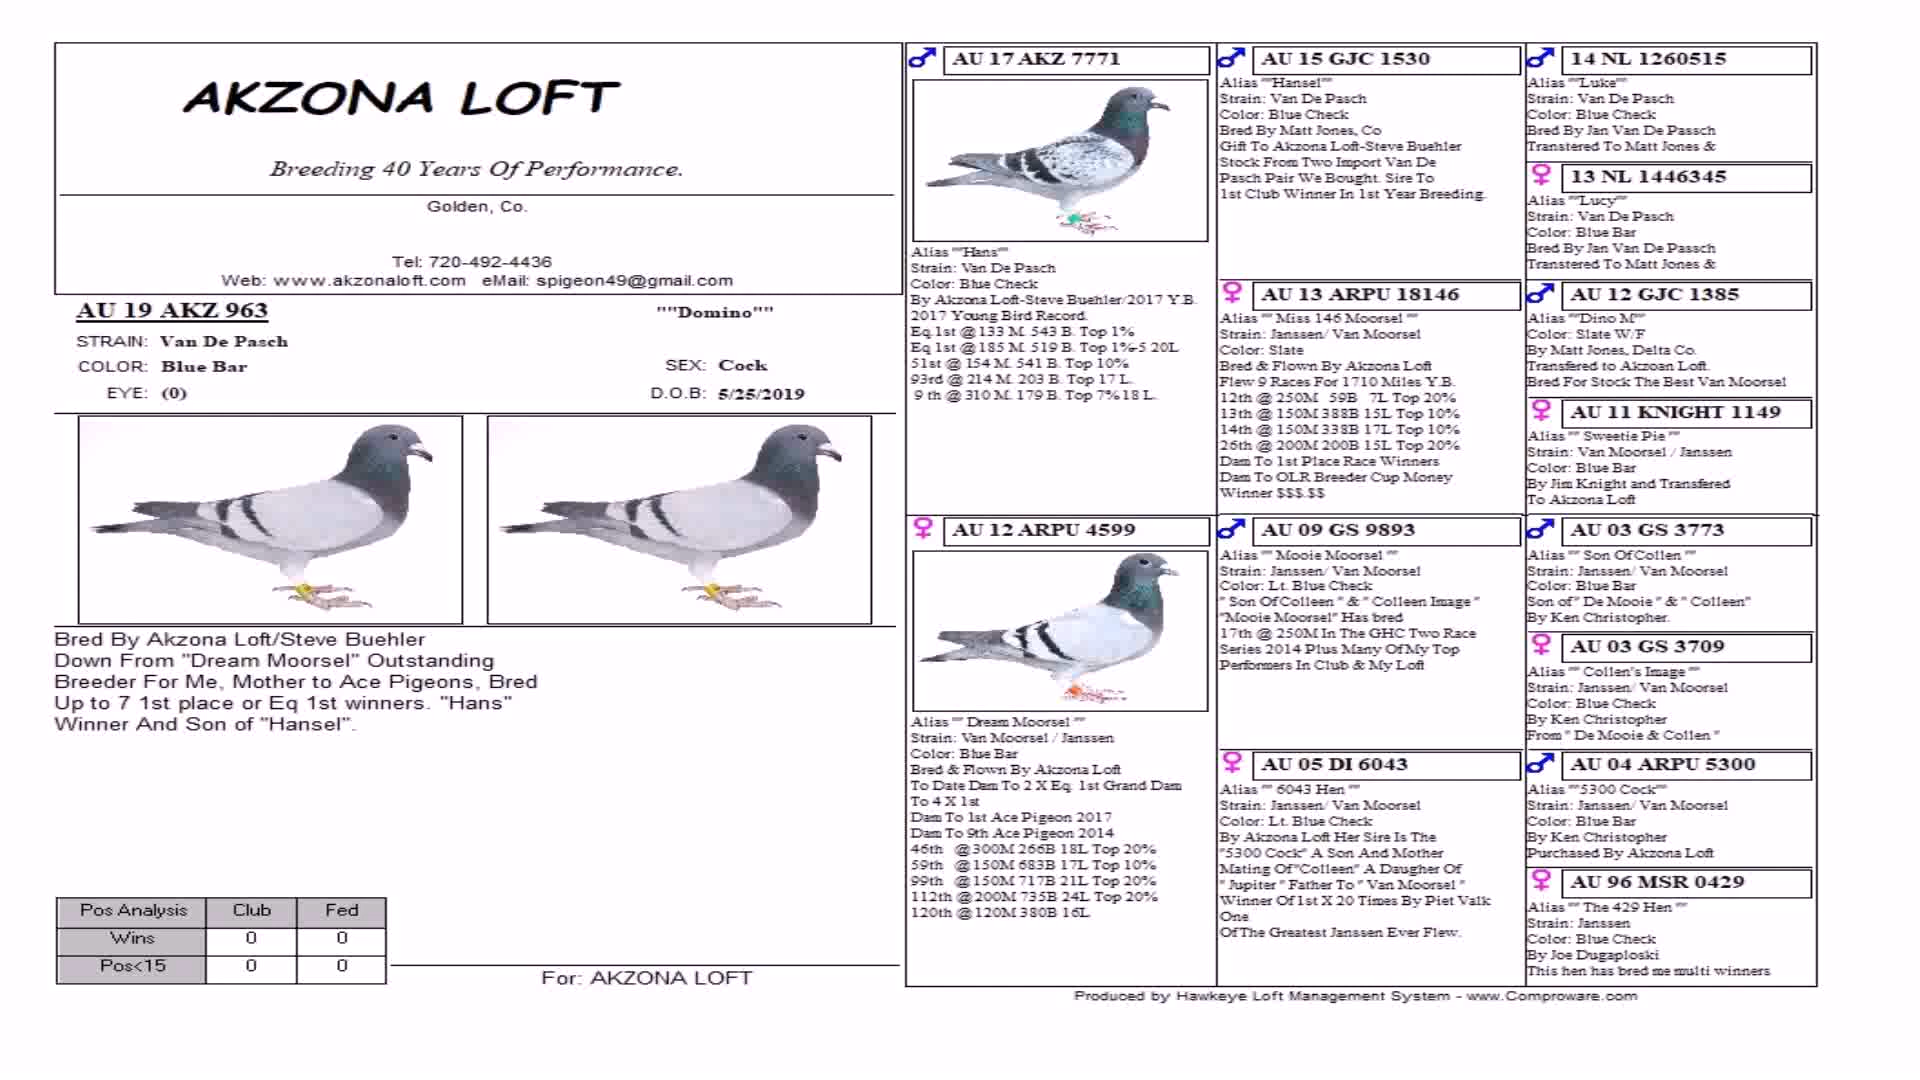 AKZONA LOFT
Breeding 40 Years Of Performance.
Golden, Co.
Tel: 720-492-4436
Web: www.akzonaloft.com eMail: spigeon49@gmail.com
AU 19 AKZ 963
""Domino""
STRAIN: Van De Pasch
COLOR: Blue Bar
SEX: Cock
EYE: (0)
D.O.B: 5/25/2019
Bred By Akzona Loft/Steve Buehler
Down From "Dream Moorsel" Outstanding
Breeder For Me, Mother to Ace Pigeons, Bred
Up to 7 1st place or Eq 1st winners. "Hans"
Winner And Son of "Hansel".
Pos Analysis Club Fed
Wins 0 0
Pos<15 0 0
For: AKZONA LOFT
AU 17 AKZ 7771
Alias ""Hans""
Strain: Van De Pasch
Color: Blue Check
By Akzona Loft-Steve Buehler/2017 Y.B.
2017 Young Bird Record.
Eq.1st @ 133 M. 543 B. Top 1%
Eq 1st @ 185 M. 519 B. Top 1%-5 20L
51st @ 154 M. 541 B. Top 10%
93rd @ 214 M. 203 B. Top 17 L.
9 th @ 310 M. 179 B. Top 7% 18 L.
AU 12 ARPU 4599
Alias "" Dream Moorsel ""
Strain: Van Moorsel / Janssen
Color: Blue Bar
Bred & Flown By Akzona Loft
To Date Dam To 2 X Eq. 1st Grand Dam
To 4 X 1st
Dam To 1st Ace Pigeon 2017
Dam To 9th Ace Pigeon 2014
46th @ 300M 266B 18L Top 20%
59th @ 150M 683B 17L Top 10%
99th @ 150M 717B 21L Top 20%
112th @ 200M 735B 24L Top 20%
120th @ 120M 380B 16L
AU 15 GJC 1530
Alias ""Hansel""
Strain: Van De Pasch
Color: Blue Check
Bred By Matt Jones, Co
Gift To Akzona Loft-Steve Buehler
Stock From Two Import Van De
Pasch Pair We Bought. Sire To
1st Club Winner In 1st Year Breeding.
AU 13 ARPU 18146
Alias "" Miss 146 Moorsel ""
Strain: Janssen/ Van Moorsel
Color: Slate
Bred & Flown By Akzona Loft
Flew 9 Races For 1710 Miles Y.B.
12th @ 250M 59B 7L Top 20%
13th @ 150M 388B 15L Top 10%
14th @ 150M 338B 17L Top 10%
26th @ 200M 200B 15L Top 20%
Dam To 1st Place Race Winners
Dam To OLR Breeder Cup Money
Winner $$$.$$
AU 09 GS 9893
Alias "" Mooie Moorsel ""
Strain: Janssen/ Van Moorsel
Color: Lt. Blue Check
" Son Of Colleen " & " Colleen Image "
"Mooie Moorsel" Has bred
17th @ 250M In The GHC Two Race
Series 2014 Plus Many Of My Top
Performers In Club & My Loft
AU 05 DI 6043
Alias "" 6043 Hen ""
Strain: Janssen/ Van Moorsel
Color: Lt. Blue Check
By Akzona Loft Her Sire Is The
"5300 Cock" A Son And Mother
Mating Of "Colleen" A Daugher Of
" Jupiter " Father To " Van Moorsel "
Winner Of 1st X 20 Times By Piet Valk
One
Of The Greatest Janssen Ever Flew.
14 NL 1260515
Alias ""Luke""
Strain: Van De Pasch
Color: Blue Check
Bred By Jan Van De Passch
Transtered To Matt Jones &
13 NL 1446345
Alias ""Lucy""
Strain: Van De Pasch
Color: Blue Bar
Bred By Jan Van De Passch
Transtered To Matt Jones &
AU 12 GJC 1385
Alias ""Dino M""
Color: Slate W/F
By Matt Jones, Delta Co.
Transfered to Akzoan Loft.
Bred For Stock The Best Van Moorsel
AU 11 KNIGHT 1149
Alias "" Sweetie Pie ""
Strain: Van Moorsel / Janssen
Color: Blue Bar
By Jim Knight and Transfered
To Akzona Loft
AU 03 GS 3773
Alias "" Son Of Collen ""
Strain: Janssen/ Van Moorsel
Color: Blue Bar
Son of " De Mooie " & " Colleen"
By Ken Christopher.
AU 03 GS 3709
Alias "" Collen's Image ""
Strain: Janssen/ Van Moorsel
Color: Blue Check
By Ken Christopher
From " De Mooie & Collen "
AU 04 ARPU 5300
Alias ""5300 Cock""
Strain: Janssen/ Van Moorsel
Color: Blue Bar
By Ken Christopher
Purchased By Akzona Loft
AU 96 MSR 0429
Alias "" The 429 Hen ""
Strain: Janssen
Color: Blue Check
By Joe Dugaploski
This hen has bred me multi winners
Produced by Hawkeye Loft Management System - www.Comproware.com